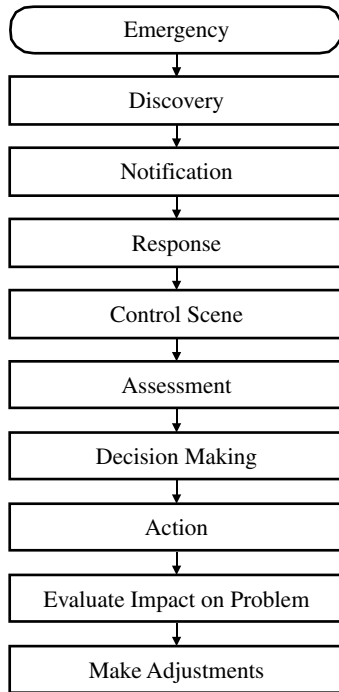 Emergency
Discovery
Notification
Response
Control Scene
Assessment
Decision Making
Action
Evaluate Impact on Problem
Make Adjustments